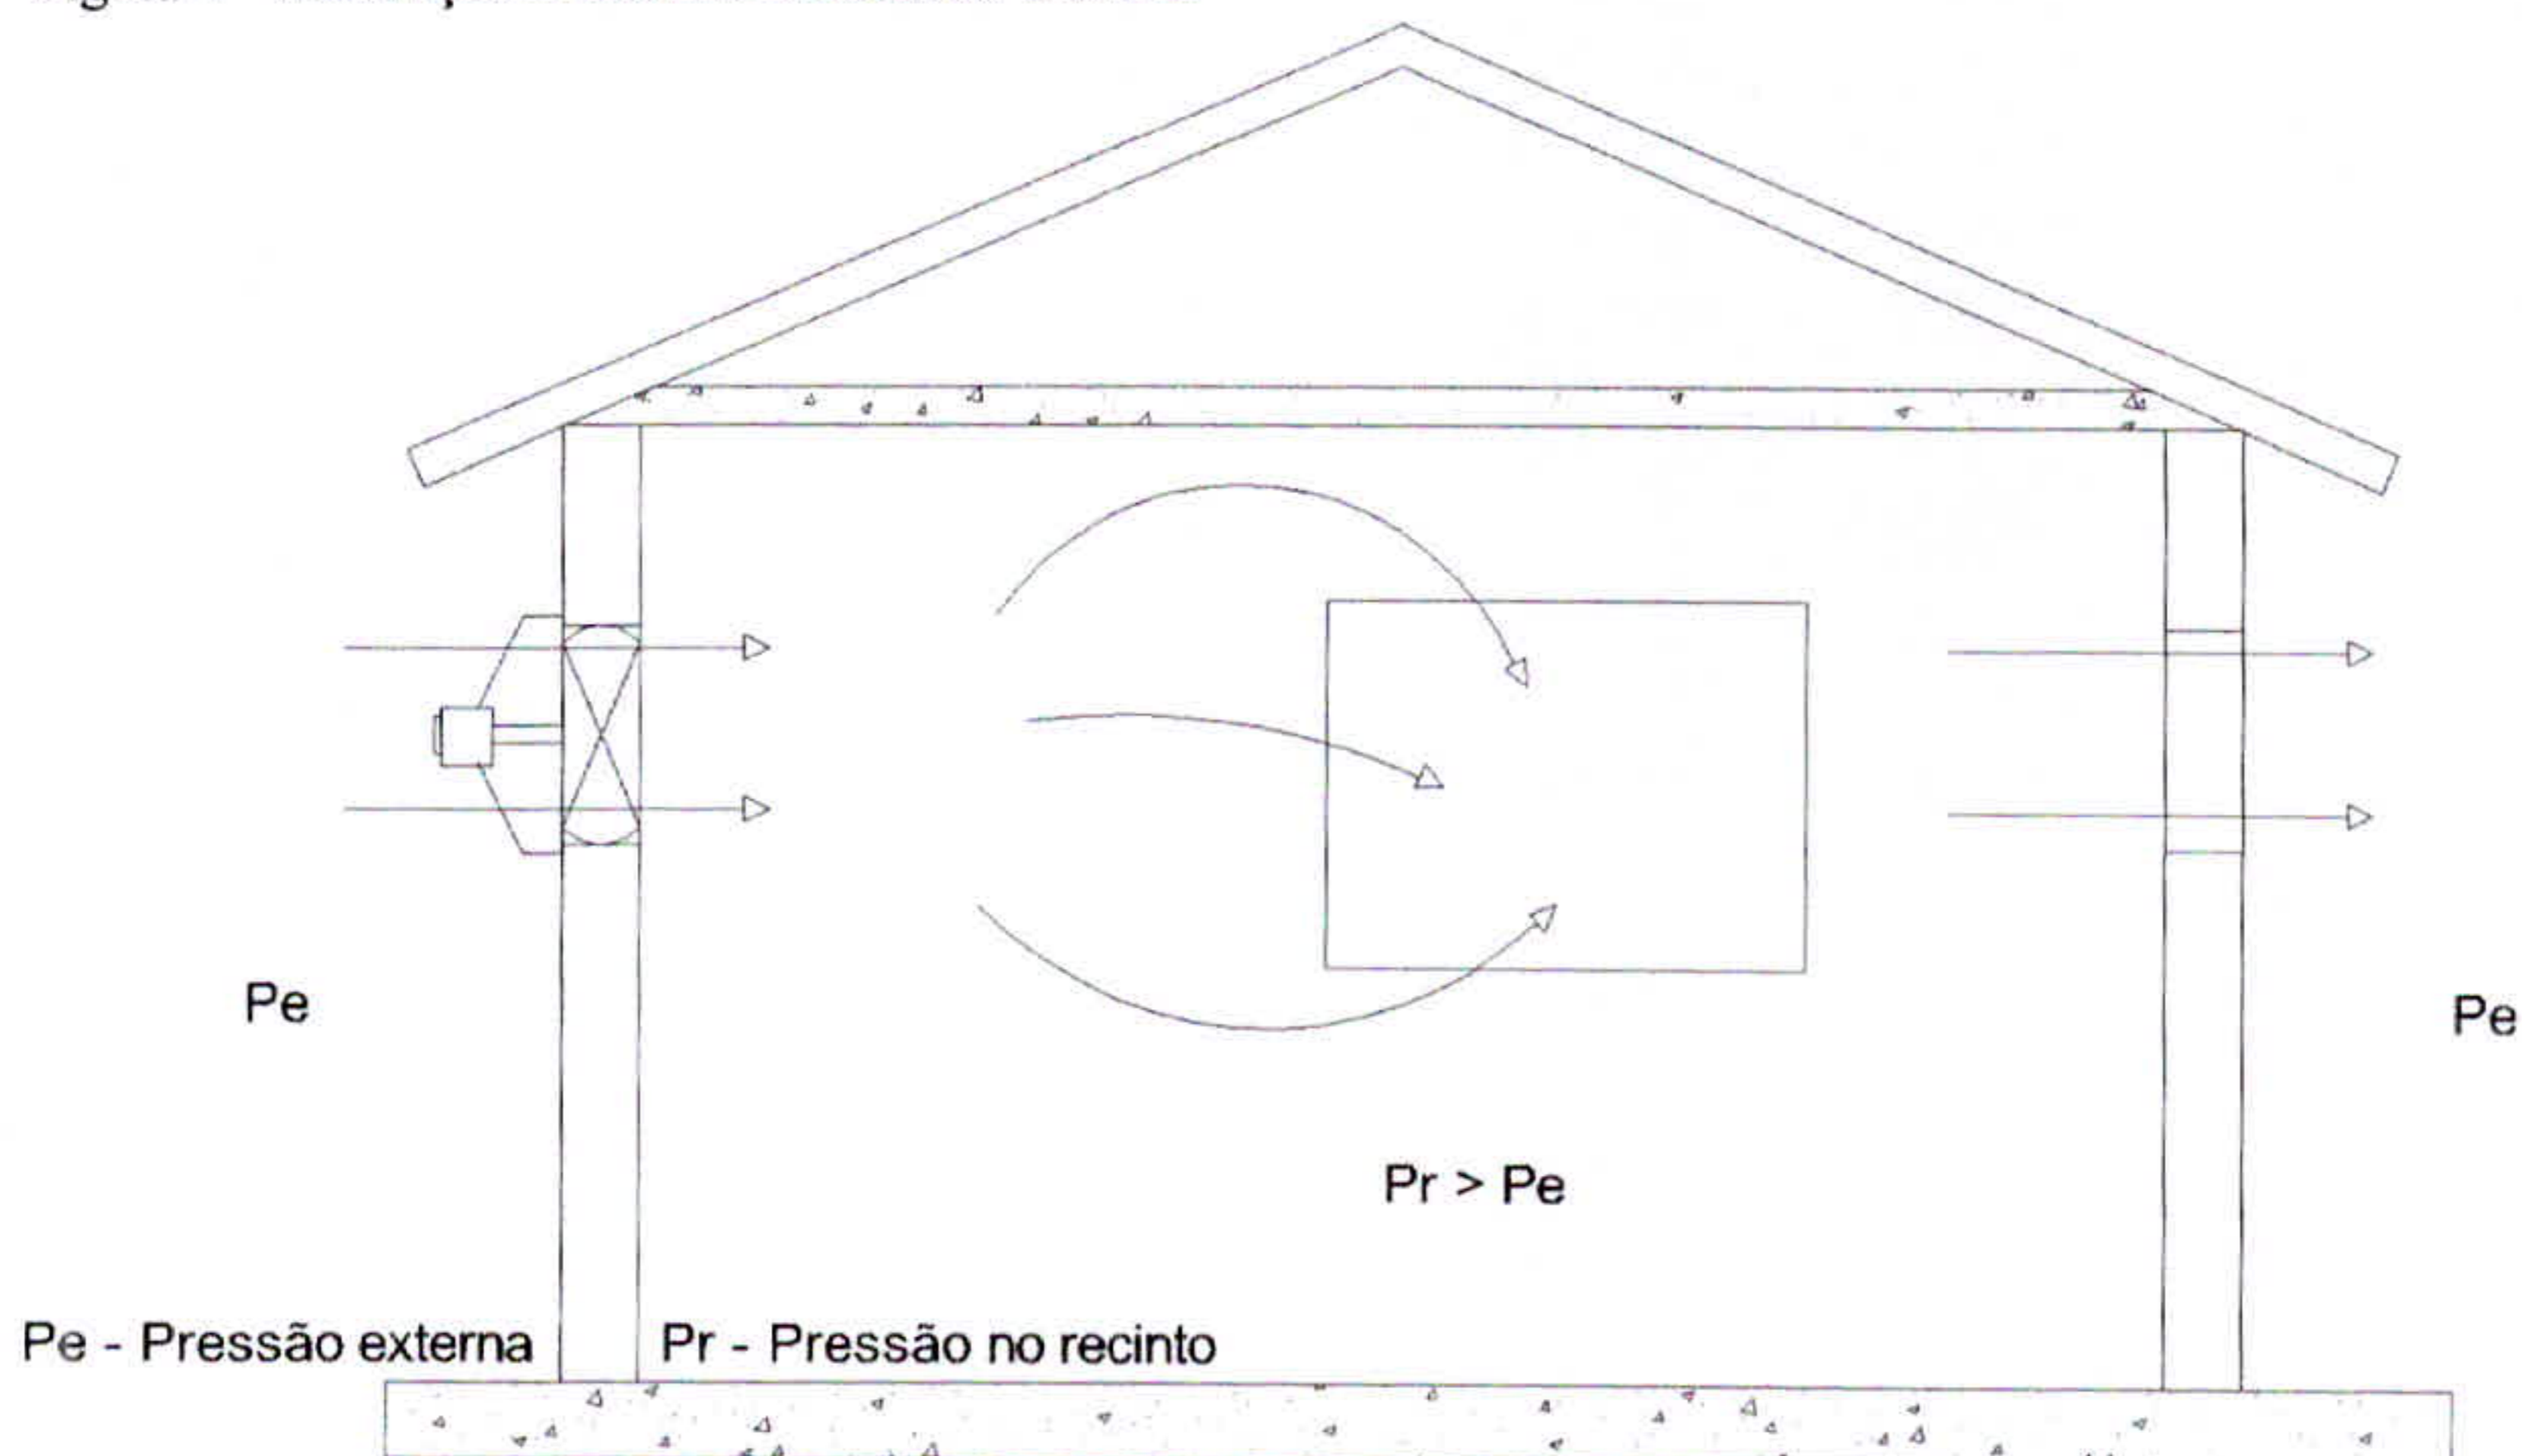 Pe
Pe
Pr > Pe
Pe - Pressão externa
Pr - Pressão no recinto